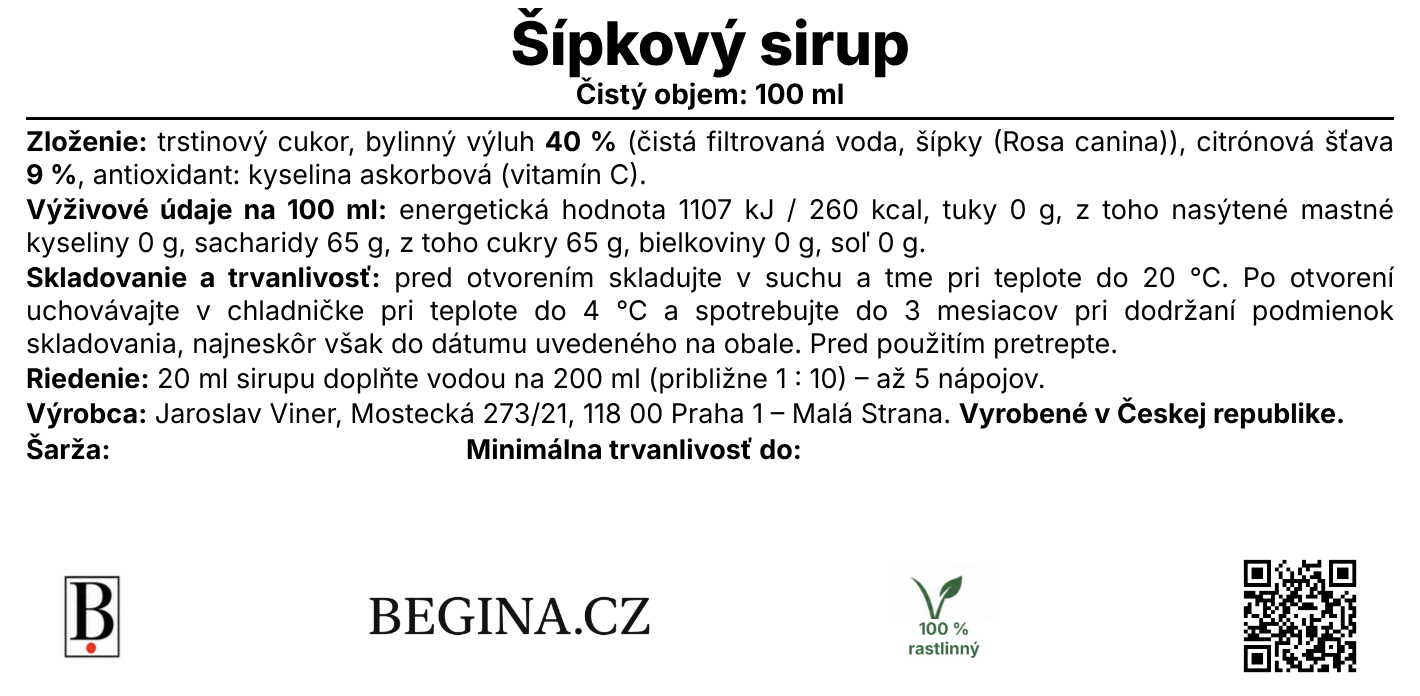 Šípkový sirup
Čistý objem: 100 ml
Zloženie: trstinový cukor, bylinný výluh 40 % (čistá filtrovaná voda, šípky (Rosa canina)), citrónová šťava
9 %, antioxidant: kyselina askorbová (vitamín C).
Výživové údaje na 100 ml: energetická hodnota 1107 kJ / 260 kcal, tuky 0 g, z toho nasýtené mastné
kyseliny 0 g, sacharidy 65 g, z toho cukry 65 g, bielkoviny 0 g, soľ 0 g.
Skladovanie a trvanlivosť: pred otvorením skladujte v suchu a tme pri teplote do 20 °C. Po otvorení
uchovávajte v chladničke pri teplote do 4 °C a spotrebujte do 3 mesiacov pri dodržaní podmienok
skladovania, najneskôr však do dátumu uvedeného na obale. Pred použitím pretrepte.
Riedenie: 20 ml sirupu doplňte vodou na 200 ml (približne 1 : 10) – až 5 nápojov.
Výrobca: Jaroslav Viner, Mostecká 273/21, 118 00 Praha 1 – Malá Strana. Vyrobené v Českej republike.
Šarža: Minimálna trvanlivosť do:
B
BEGINA.CZ
100 %
rastlinný